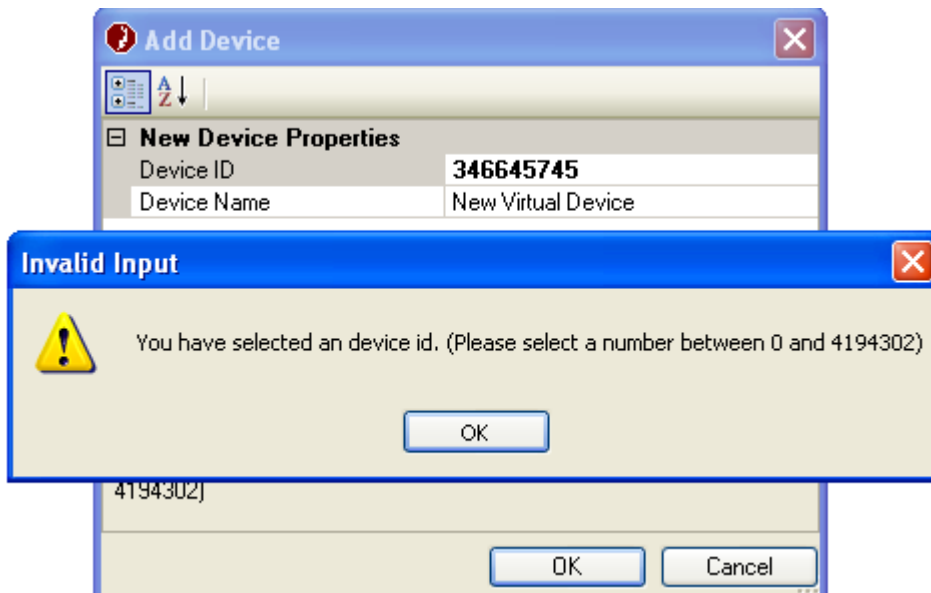 Add Device
A
Z
New Device Properties
Device ID 346645745
Device Name New Virtual Device
Invalid Input
You have selected an device id. (Please select a number between 0 and 4194302)
OK
4194302)
OK Cancel